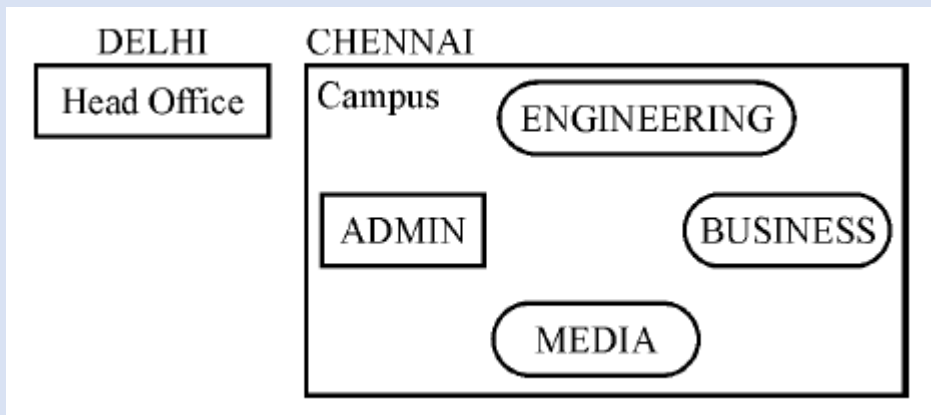 DELHI
CHENNAI
Head Office
Campus
ENGINEERING
ADMIN
BUSINESS
MEDIA